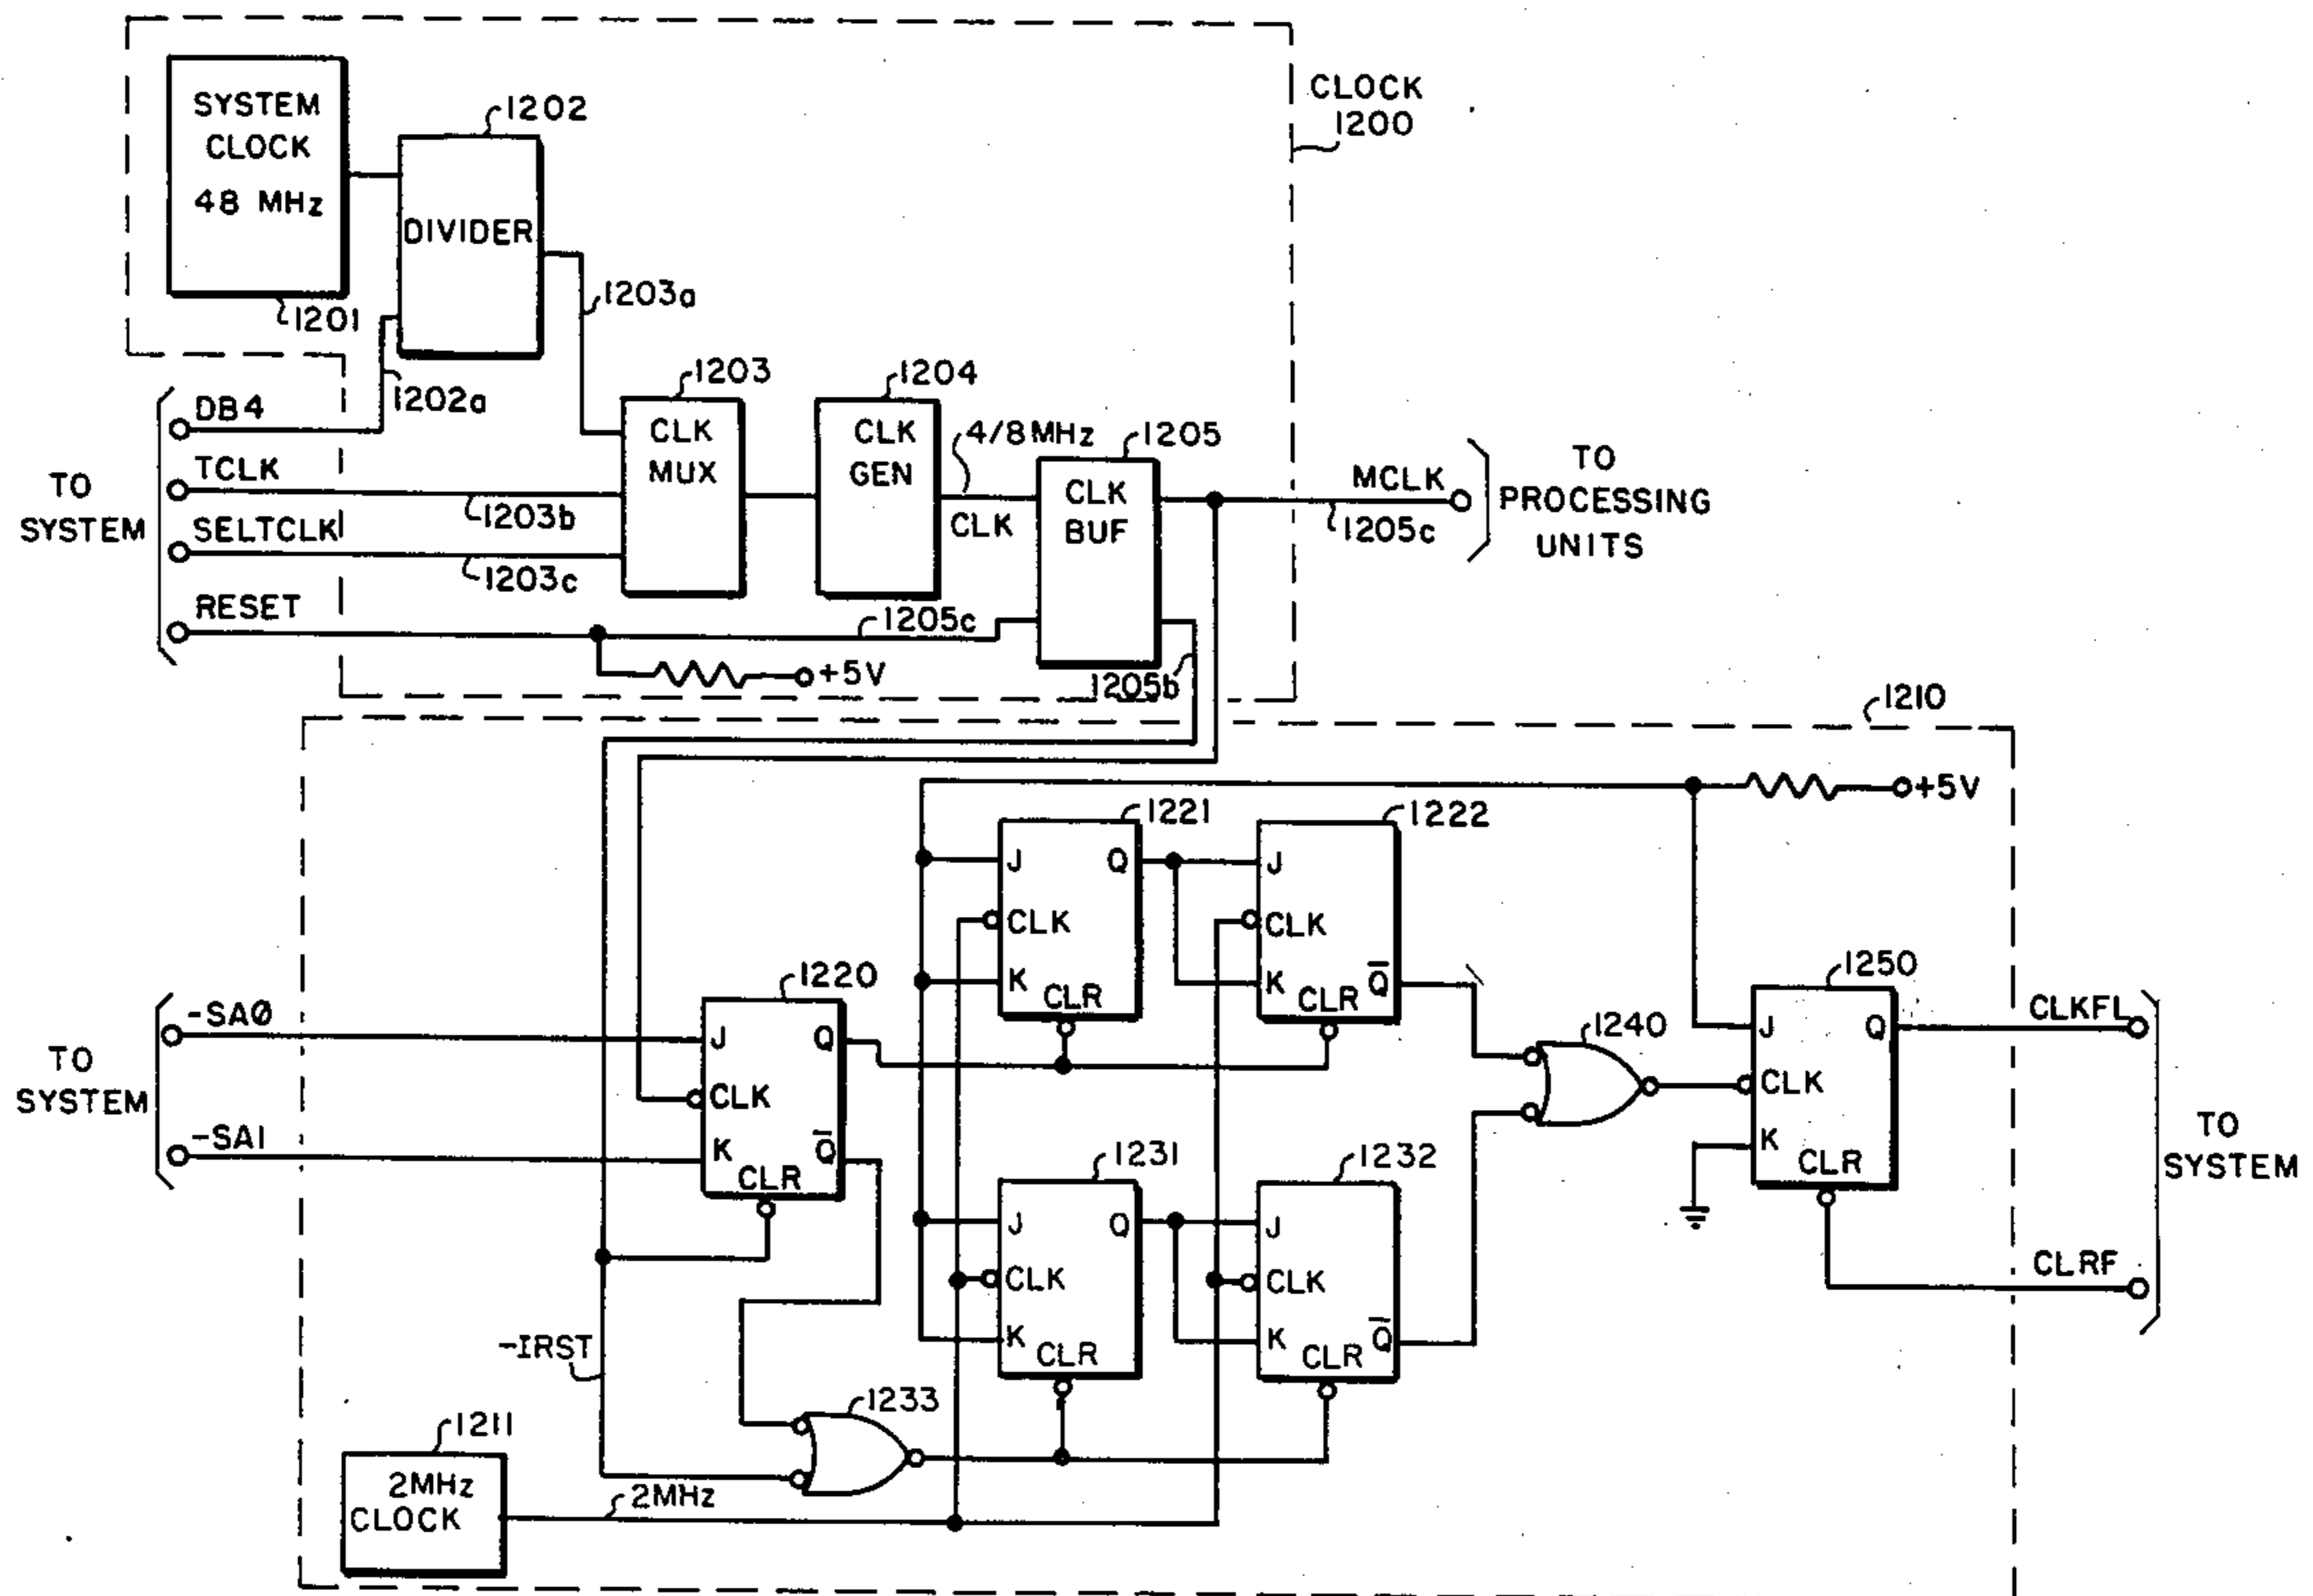 SYSTEM
CLOCK
48 MHz
1201
1202
DIVIDER
1203a
1202a
CLOCK
1200
TO
SYSTEM
DB4
TCLK
SELTCLK
RESET
1203b
1203c
1203
CLK
MUX
1204
CLK
GEN
4/8MHz
CLK
1205
CLK
BUF
1205c
+5V
1205b
MCLK
1205c
TO
PROCESSING
UNITS
1210
+5V
TO
SYSTEM
-SAØ
-SA1
1220
J
Q
CLK
K
Q̅
CLR
1221
J
Q
CLK
K
CLR
1222
J
CLK
K
Q̅
CLR
1231
J
Q
CLK
K
CLR
1232
J
CLK
K
Q̅
CLR
1240
1250
J
Q
CLK
K
CLR
CLKFL
CLRF
TO
SYSTEM
-IRST
1233
1211
2MHz
CLOCK
2MHz